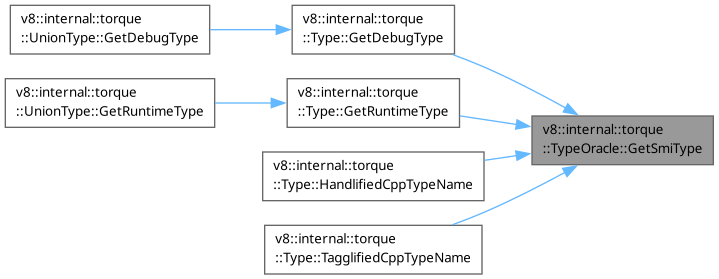 v8::internal::torque
::UnionType::GetDebugType
v8::internal::torque
::Type::GetDebugType
v8::internal::torque
::UnionType::GetRuntimeType
v8::internal::torque
::Type::GetRuntimeType
v8::internal::torque
::TypeOracle::GetSmiType
v8::internal::torque
::Type::HandlifiedCppTypeName
v8::internal::torque
::Type::TagglifiedCppTypeName